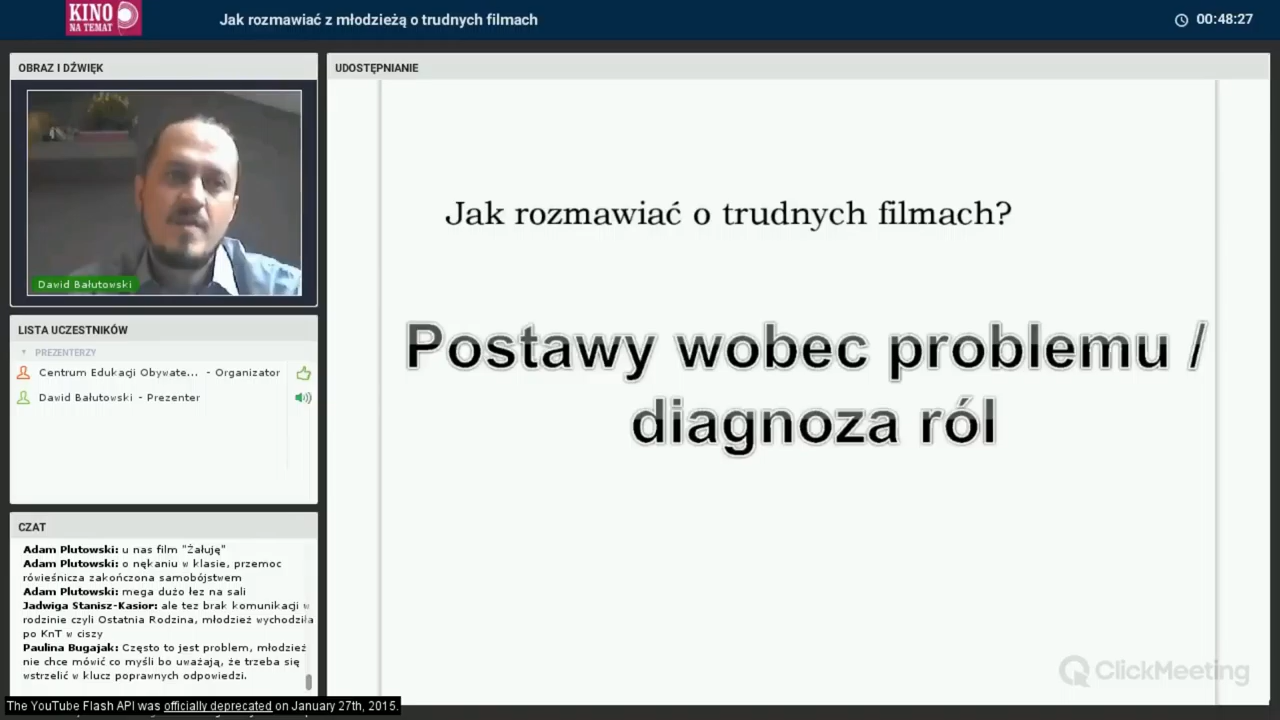 KINO
NA TEMAT
Jak rozmawiać z młodzieżą o trudnych filmach
00:48:27
OBRAZ I DŹWIĘK
Dawid Bałutowski
LISTA UCZESTNIKÓW
PREZENTERZY
Centrum Edukacji Obywate... - Organizator
Dawid Bałutowski - Prezenter
CZAT
Adam Plutowski: u nas film "Żałuję"
Adam Plutowski: o nękaniu w klasie, przemoc
rówieśnicza zakończona samobójstwem
Adam Plutowski: mega dużo łez na sali
Jadwiga Stanisz-Kasior: ale tez brak komunikacji w
rodzinie czyli Ostatnia Rodzina, młodzież wychodziła
po KnT w ciszy
Paulina Bugajak: Często to jest problem, młodzież
nie chce mówić co myśli bo uważają, że trzeba się
wstrzelić w klucz poprawnych odpowiedzi.
The YouTube Flash API was officially deprecated on January 27th, 2015.
UDOSTĘPNIANIE
Jak rozmawiać o trudnych filmach?
Postawy wobec problemu /
diagnoza ról
ClickMeeting